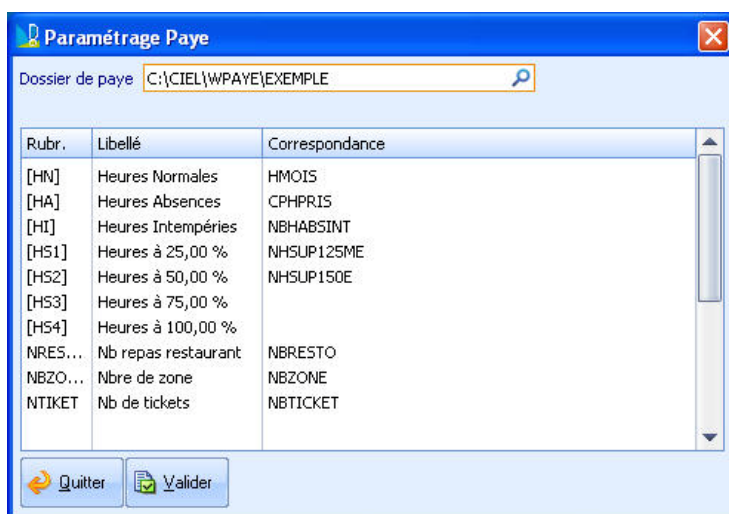 Paramétrage Paye
Dossier de paye C:\CIEL\WPAYE\EXEMPLE
Rubr. Libellé Correspondance
[HN] Heures Normales HMOIS
[HA] Heures Absences CPHPRIS
[HI] Heures Intempéries NBHABSINT
[HS1] Heures à 25,00 % NHSUP125ME
[HS2] Heures à 50,00 % NHSUP150E
[HS3] Heures à 75,00 %
[HS4] Heures à 100,00 %
NRES... Nb repas restaurant NBRESTO
NBZO... Nbre de zone NBZONE
NTIKET Nb de tickets NBTICKET
Quitter Valider